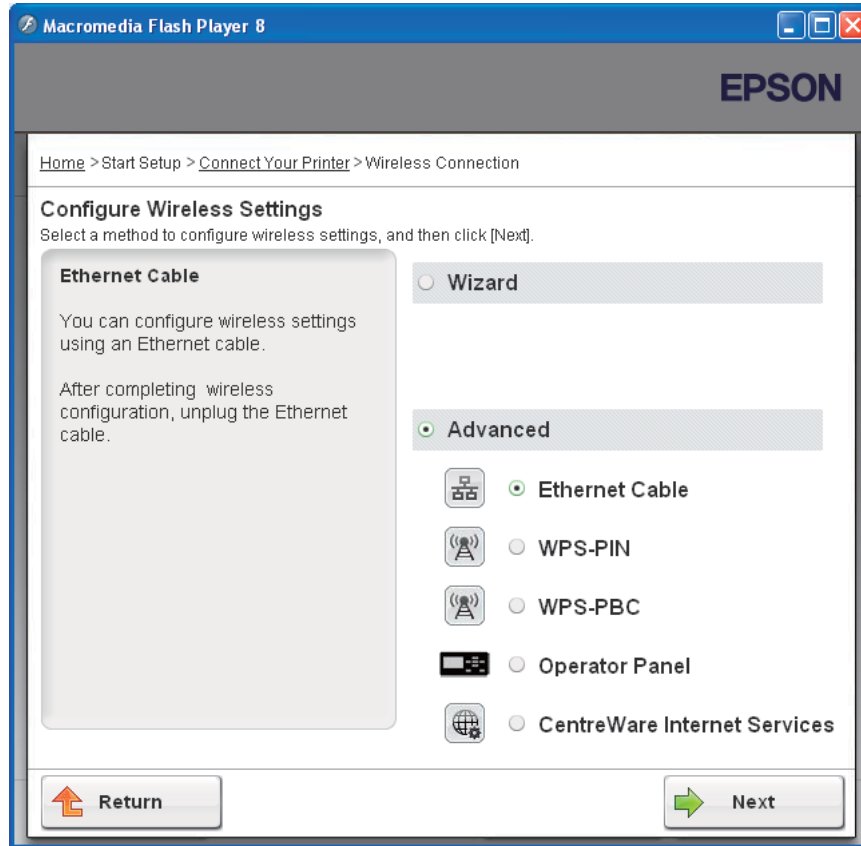 Macromedia Flash Player 8
EPSON
Home > Start Setup > Connect Your Printer > Wireless Connection
Configure Wireless Settings
Select a method to configure wireless settings, and then click [Next].
Ethernet Cable
You can configure wireless settings
using an Ethernet cable.
After completing wireless
configuration, unplug the Ethernet
cable.
Wizard
Advanced
Ethernet Cable
WPS-PIN
WPS-PBC
Operator Panel
CentreWare Internet Services
Return
Next